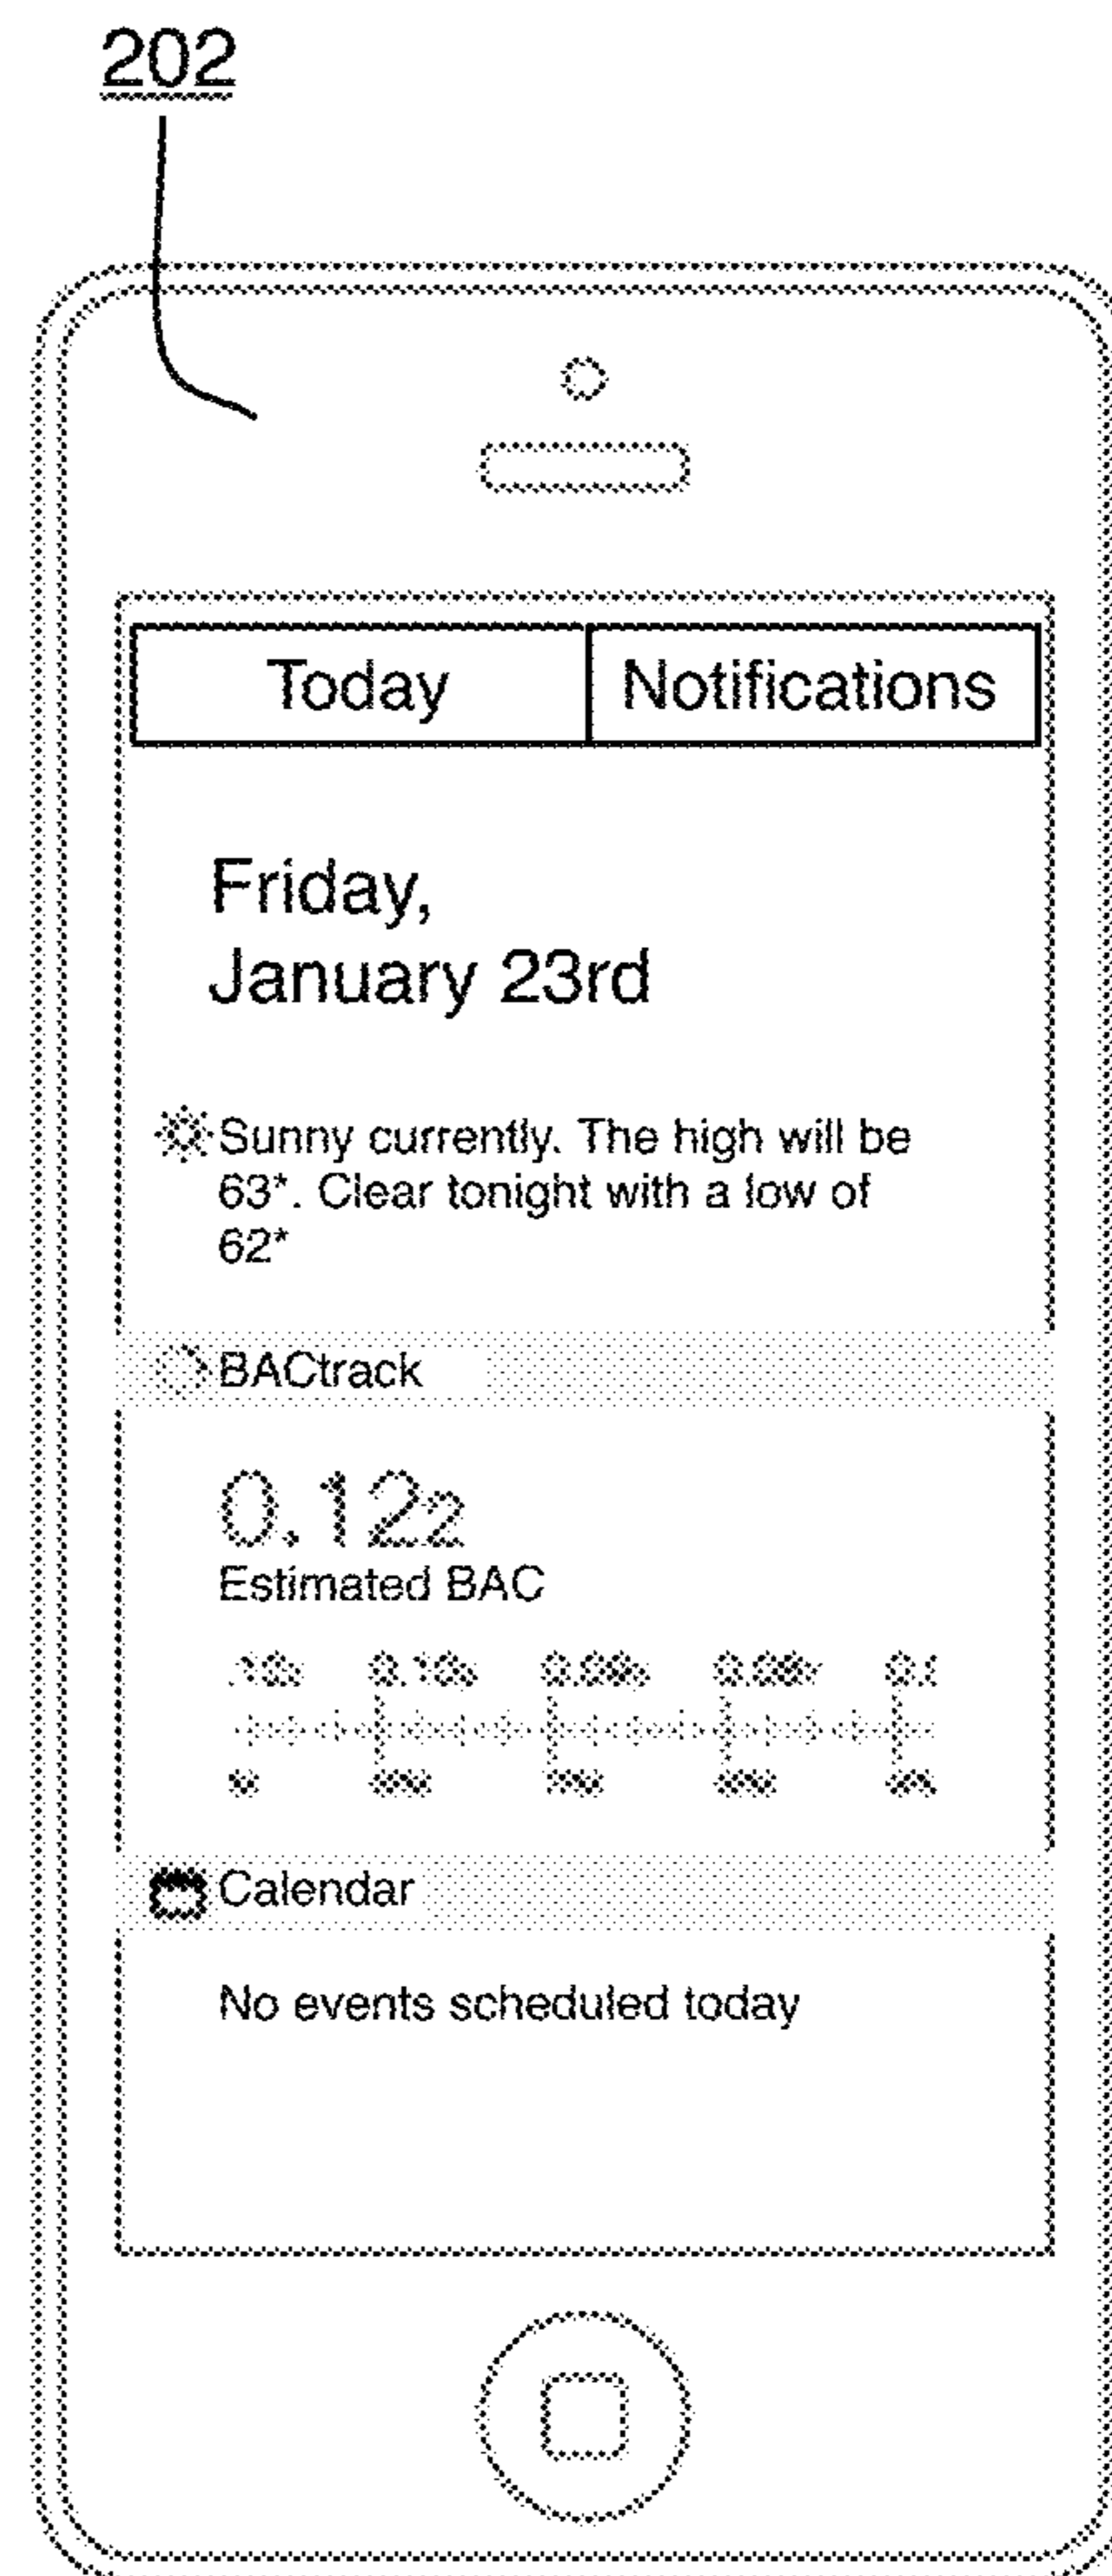 202
Today Notifications
Friday,
January 23rd
Sunny currently. The high will be
63*. Clear tonight with a low of
62*
BACtrack
0.122
Estimated BAC
Calendar
No events scheduled today